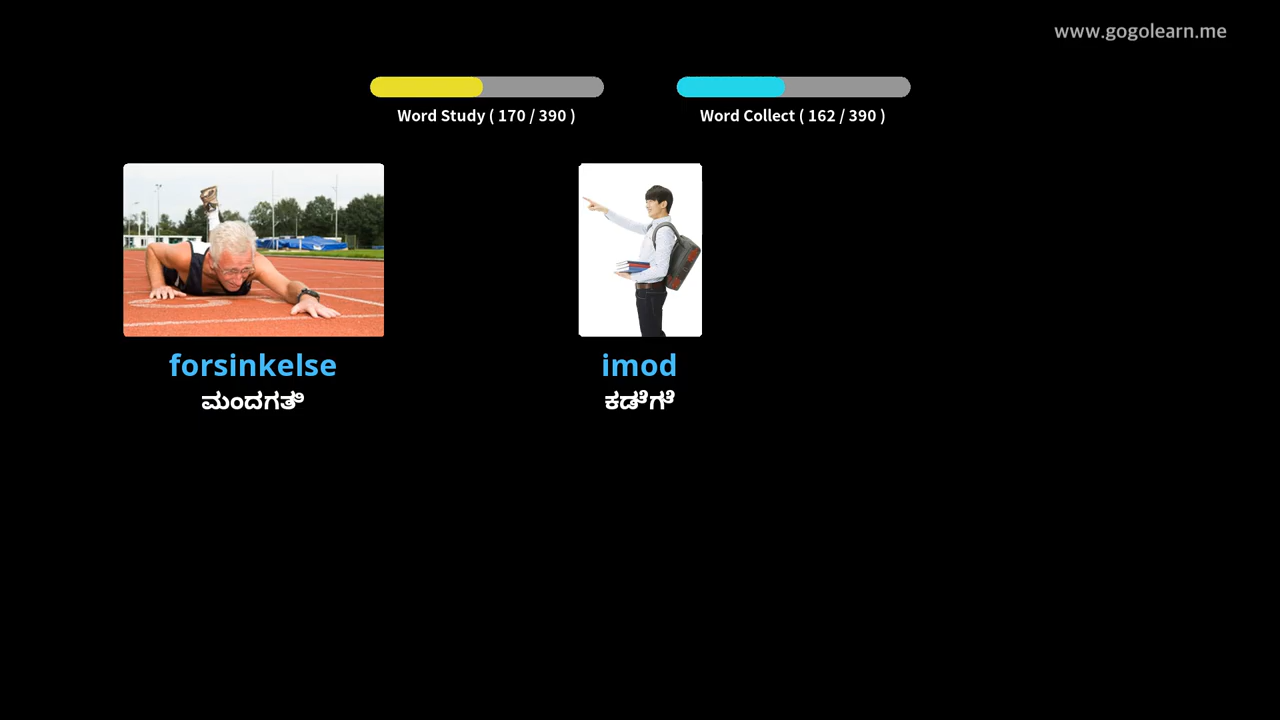 www.gogolearn.me
Word Study ( 170 / 390 )
Word Collect ( 162 / 390 )
forsinkelse
imod
ಮಂದಗತಿ
ಕಡೆಗೆ